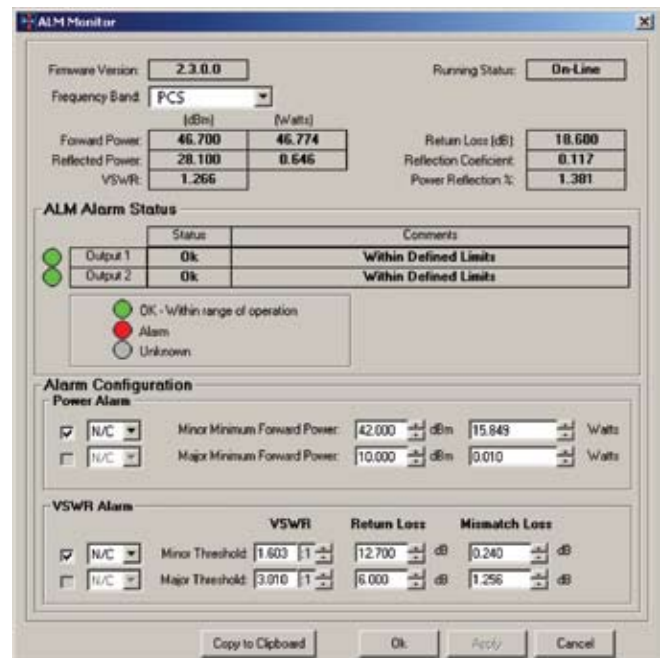 ALM Monitor
Firmware Version: 2.3.0.0 Running Status: On-Line
Frequency Band: PCS
(dBm) (Watts)
Forward Power: 46.700 46.774 Return Loss (dB): 18.600
Reflected Power: 28.100 0.646 Reflection Coeficient: 0.117
VSWR: 1.266 Power Reflection %: 1.381
ALM Alarm Status
Status Comments
Output 1 Ok Within Defined Limits
Output 2 Ok Within Defined Limits
OK - Within range of operation
Alarm
Unknown
Alarm Configuration
Power Alarm
N/C Minor Minimum Forward Power: 42.000 dBm 15.849 Watts
N/C Major Minimum Forward Power: 10.000 dBm 0.010 Watts
VSWR Alarm
VSWR Return Loss Mismatch Loss
N/C Minor Threshold: 1.603 :1 12.700 dB 0.240 dB
N/C Major Threshold: 3.010 :1 6.000 dB 1.256 dB
Copy to Clipboard Ok Apply Cancel